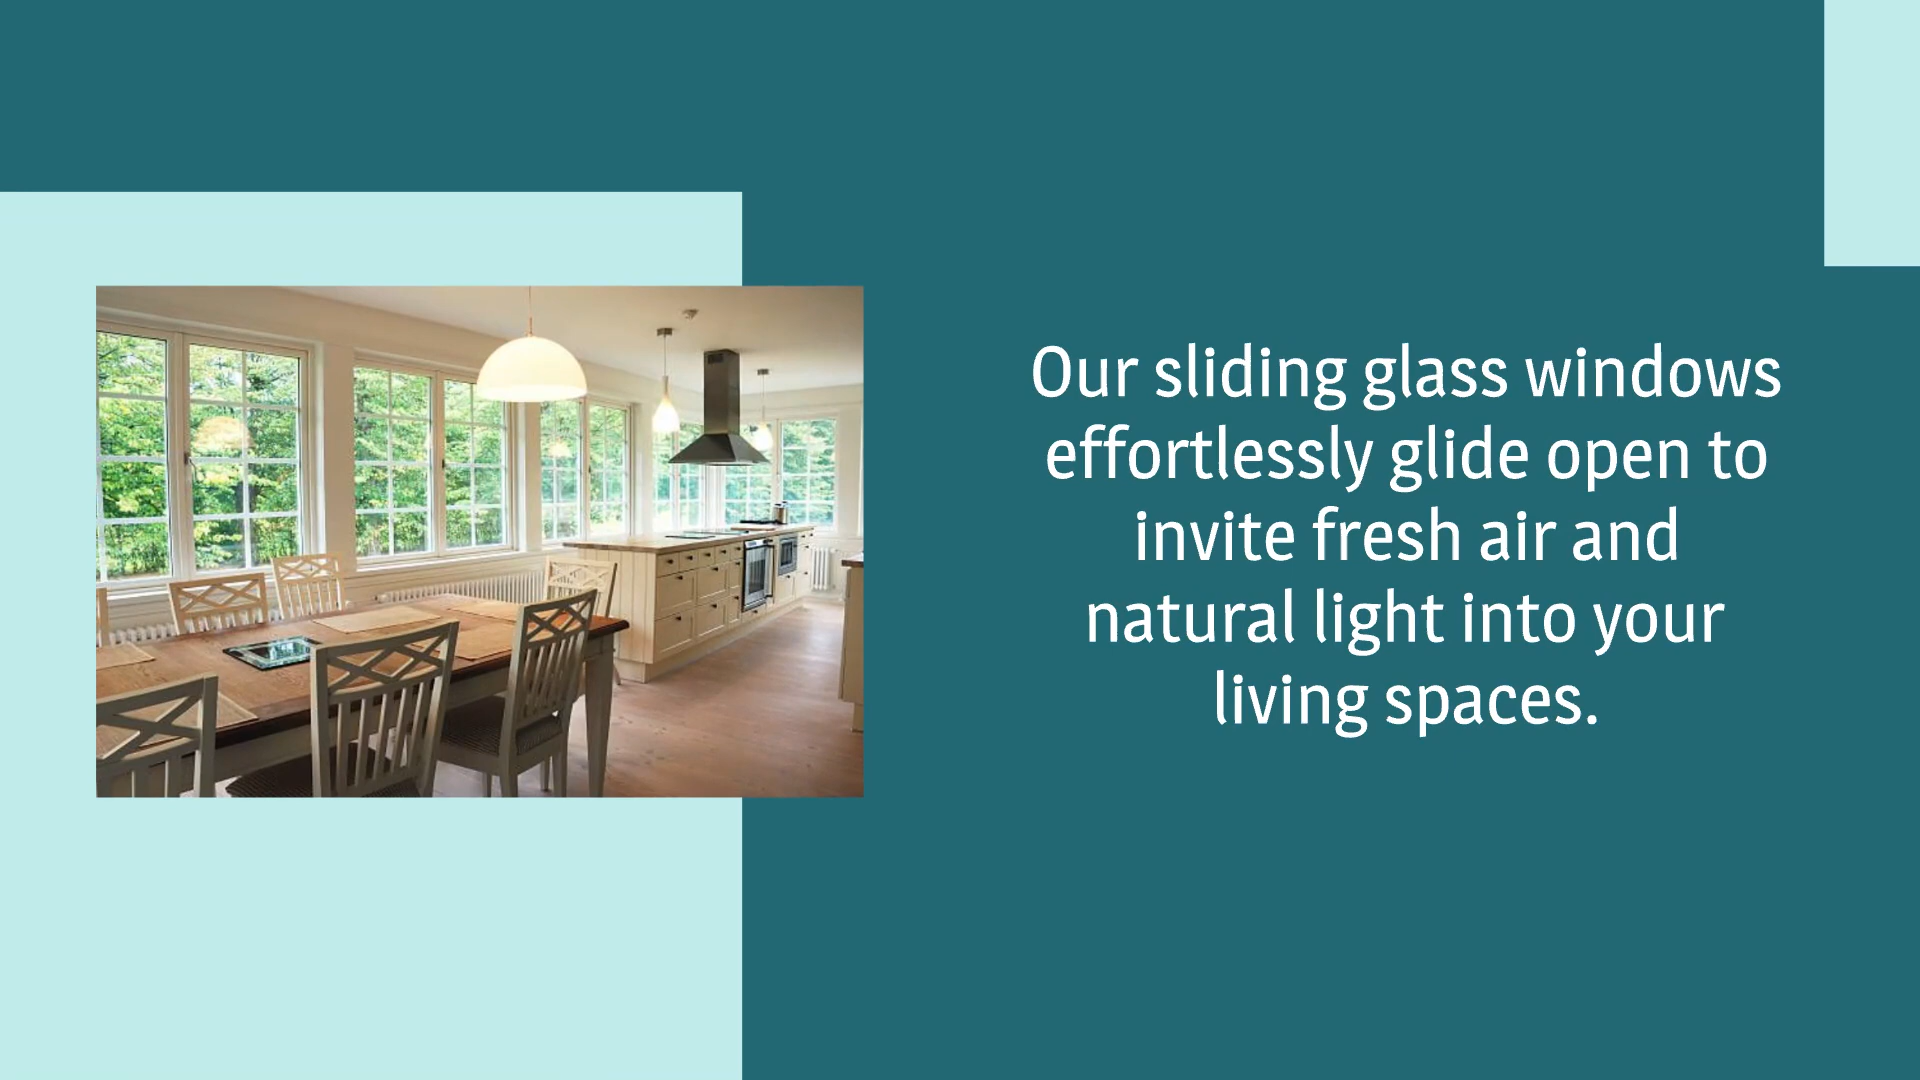 Our sliding glass windows
effortlessly glide open to
invite fresh air and
natural light into your
living spaces.